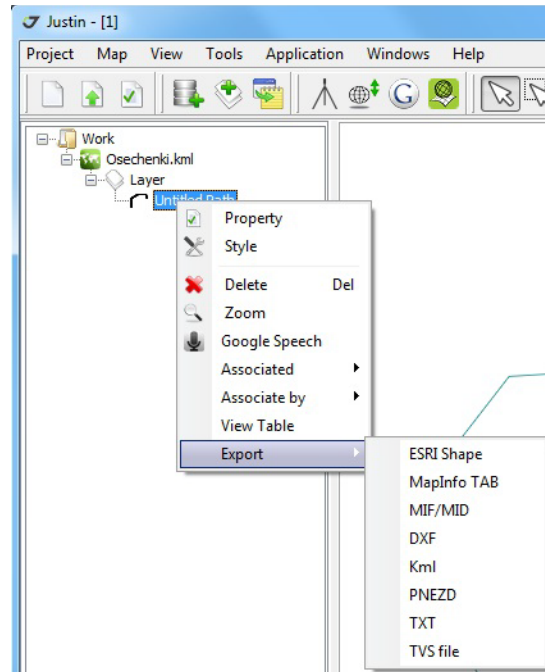 Justin - [1]
Project Map View Tools Application Windows Help
Work
Osechenki.kml
Layer
Untitled Path
Property
Style
Delete Del
Zoom
Google Speech
Associated
Associate by
View Table
Export
ESRI Shape
MapInfo TAB
MIF/MID
DXF
Kml
PNEZD
TXT
TVS file